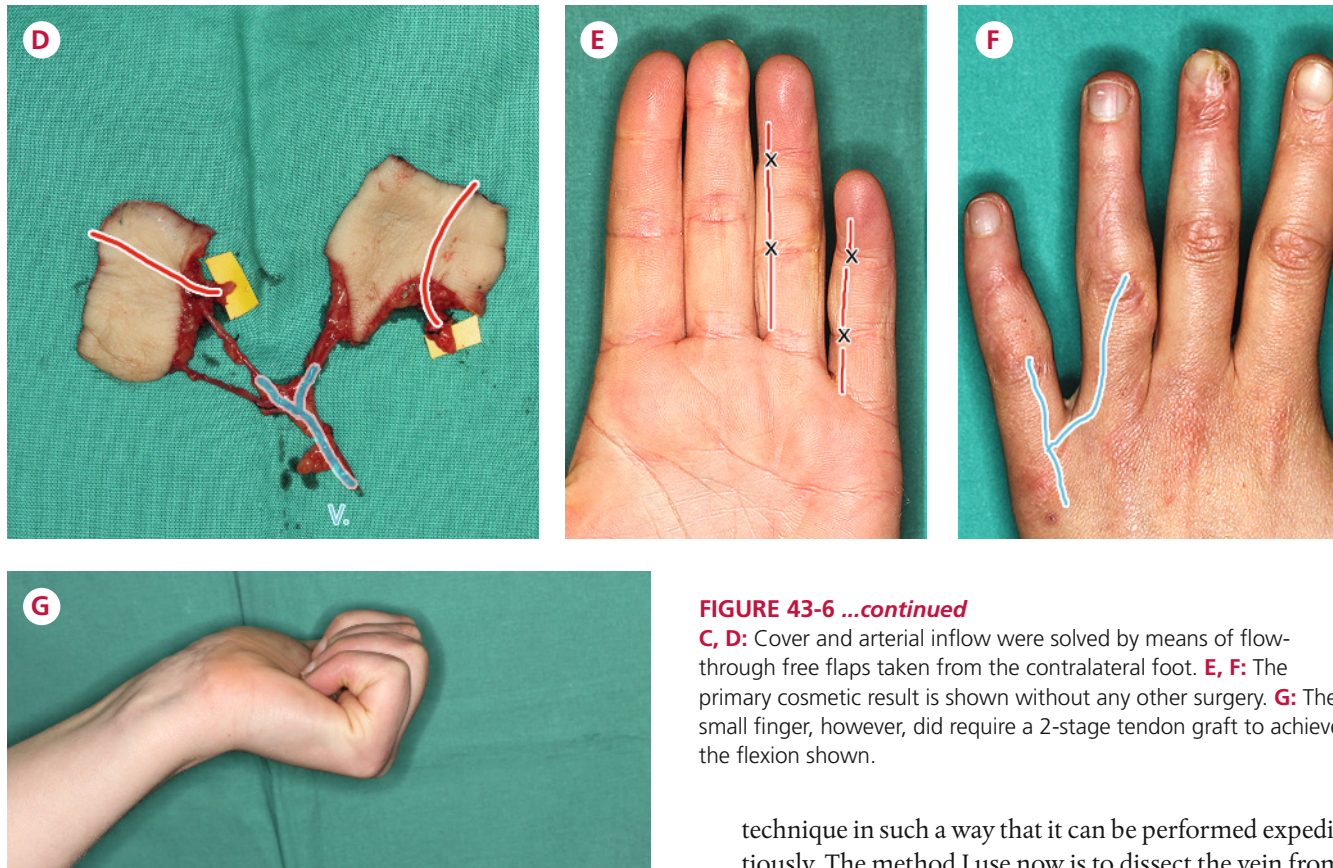 D
E
F
x
x
x
x
V.
G
FIGURE 43-6 ...continued
C, D: Cover and arterial inflow were solved by means of flow-
through free flaps taken from the contralateral foot. E, F: The
primary cosmetic result is shown without any other surgery. G: The
small finger, however, did require a 2-stage tendon graft to achieve
the flexion shown.
technique in such a way that it can be performed expedi
tiously. The method I use now is to dissect the vein from